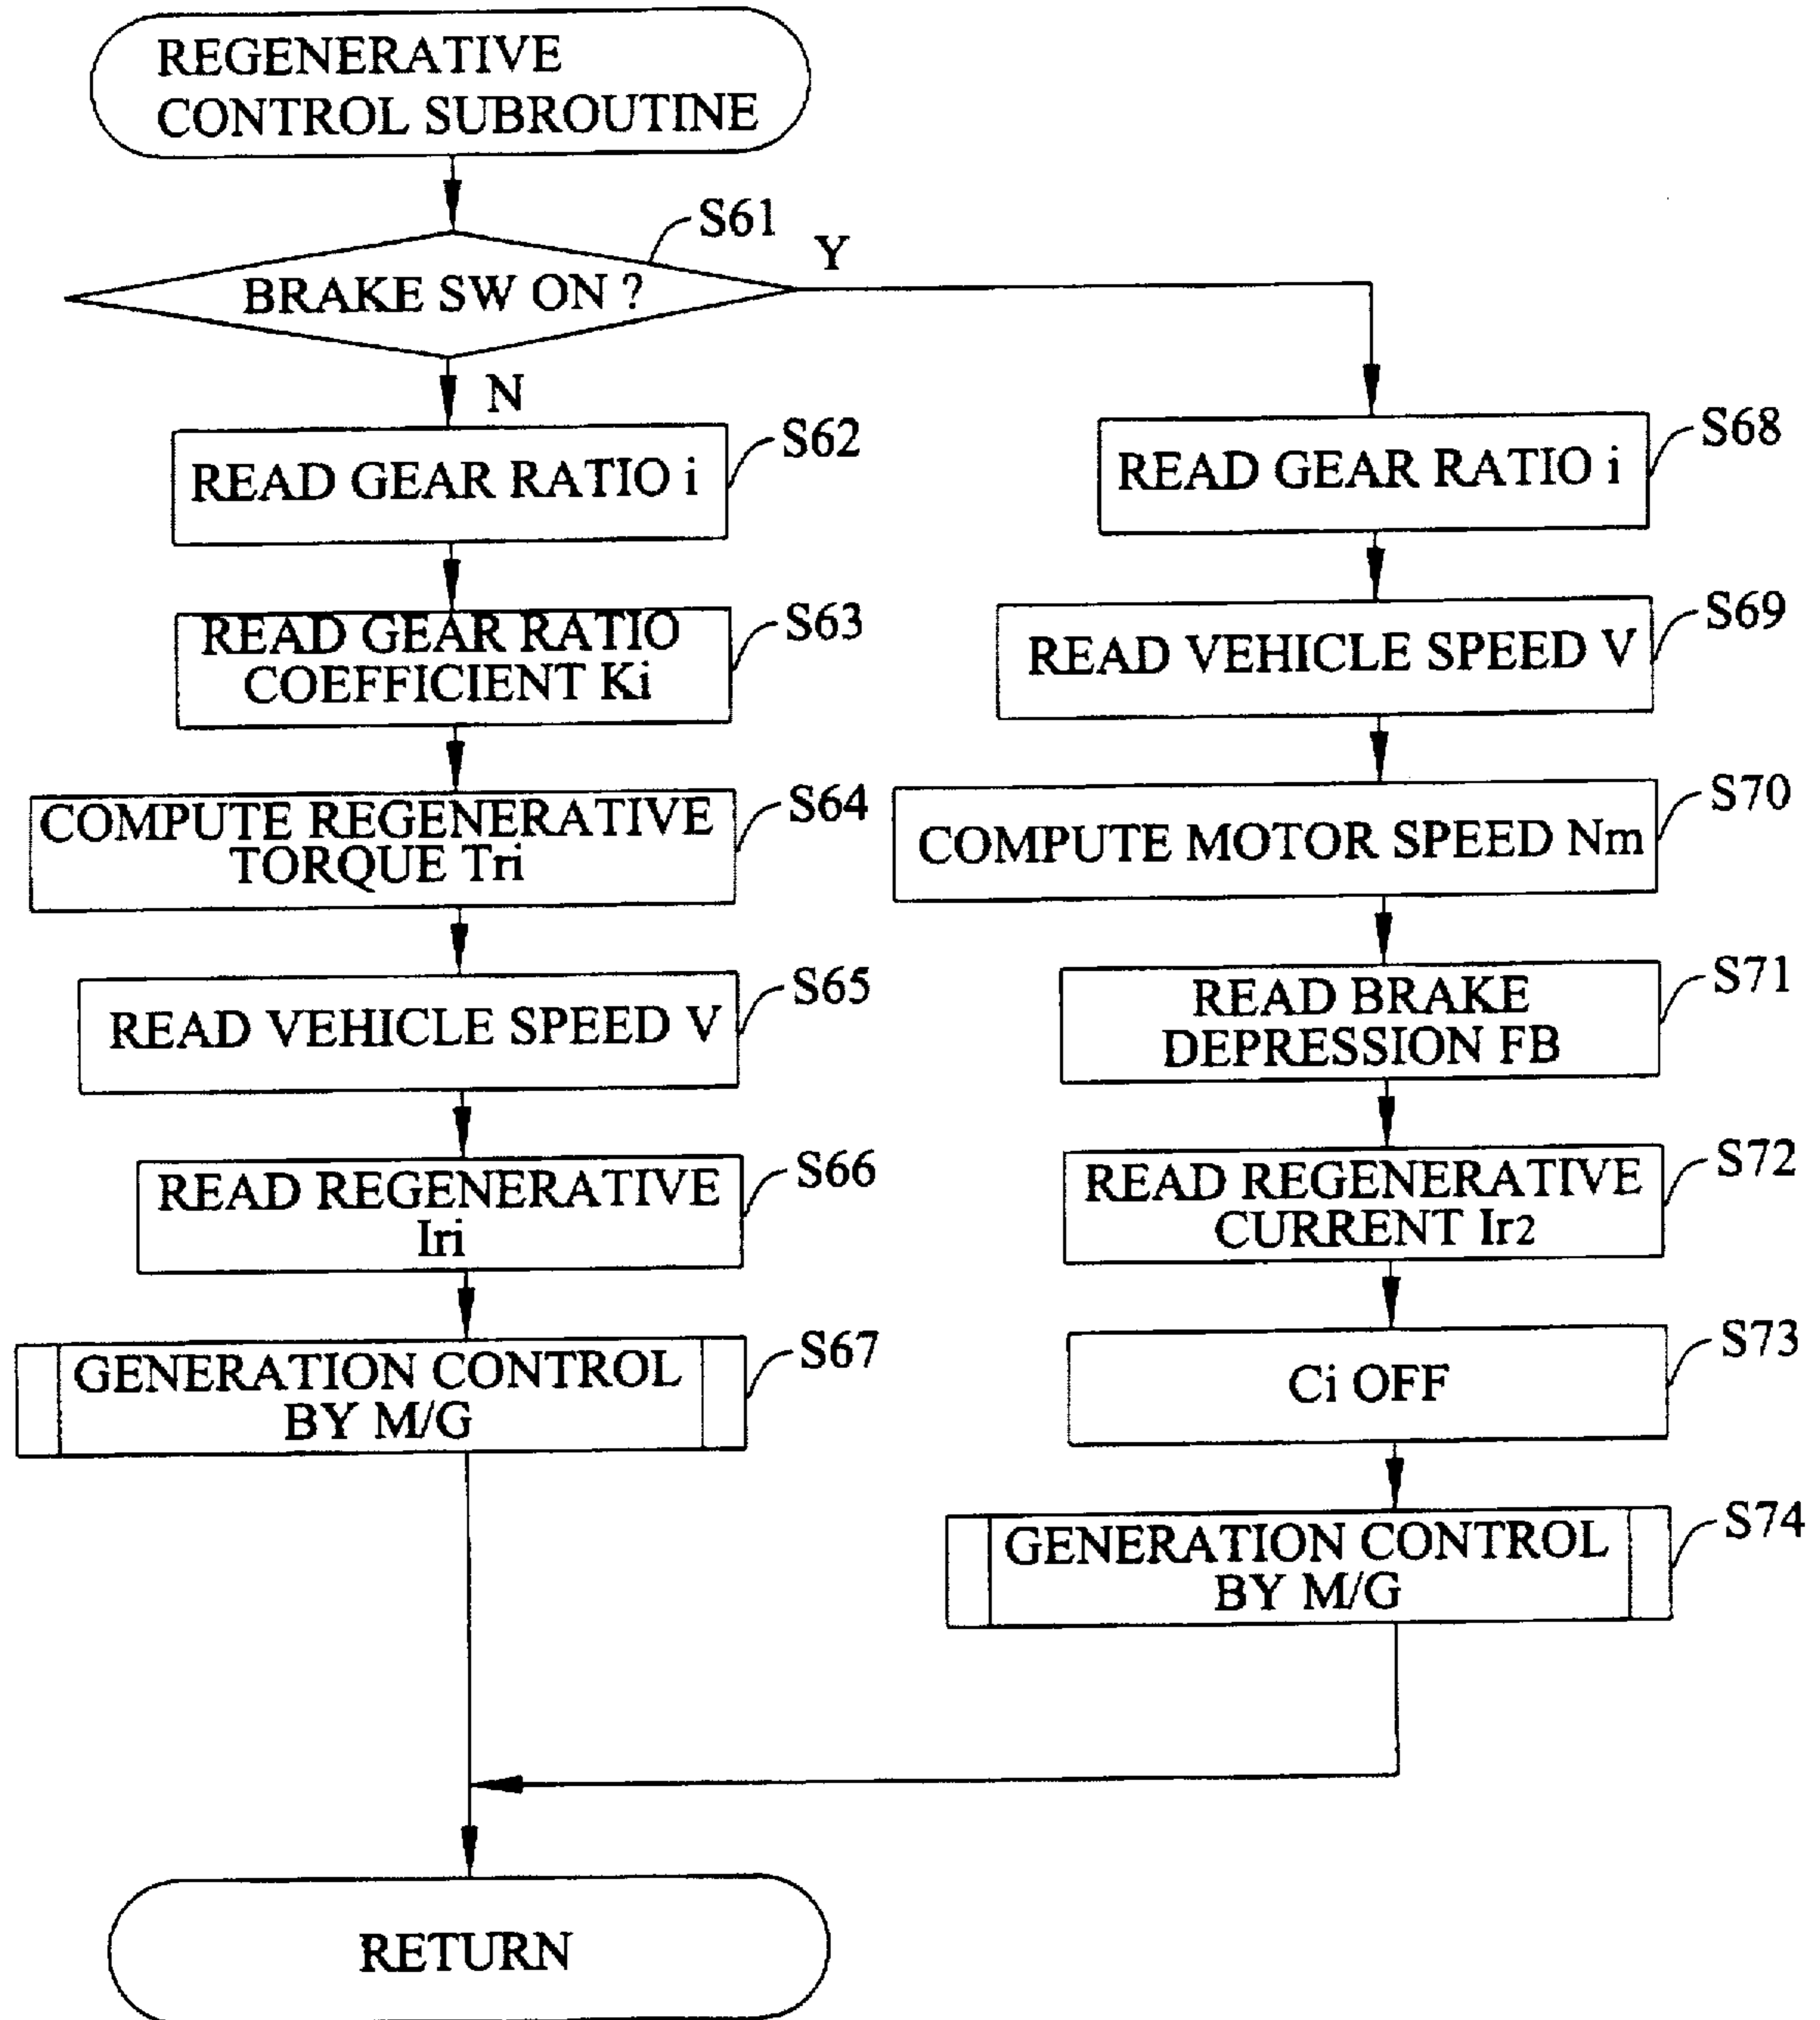 REGENERATIVE
CONTROL SUBROUTINE
S61
BRAKE SW ON ?
Y
N
READ GEAR RATIO i
S62
READ GEAR RATIO
COEFFICIENT Ki
S63
COMPUTE REGENERATIVE
TORQUE Tri
S64
READ VEHICLE SPEED V
S65
READ REGENERATIVE
Iri
S66
GENERATION CONTROL
BY M/G
S67
READ GEAR RATIO i
S68
READ VEHICLE SPEED V
S69
COMPUTE MOTOR SPEED Nm
S70
READ BRAKE
DEPRESSION FB
S71
READ REGENERATIVE
CURRENT Ir2
S72
Ci OFF
S73
GENERATION CONTROL
BY M/G
S74
RETURN